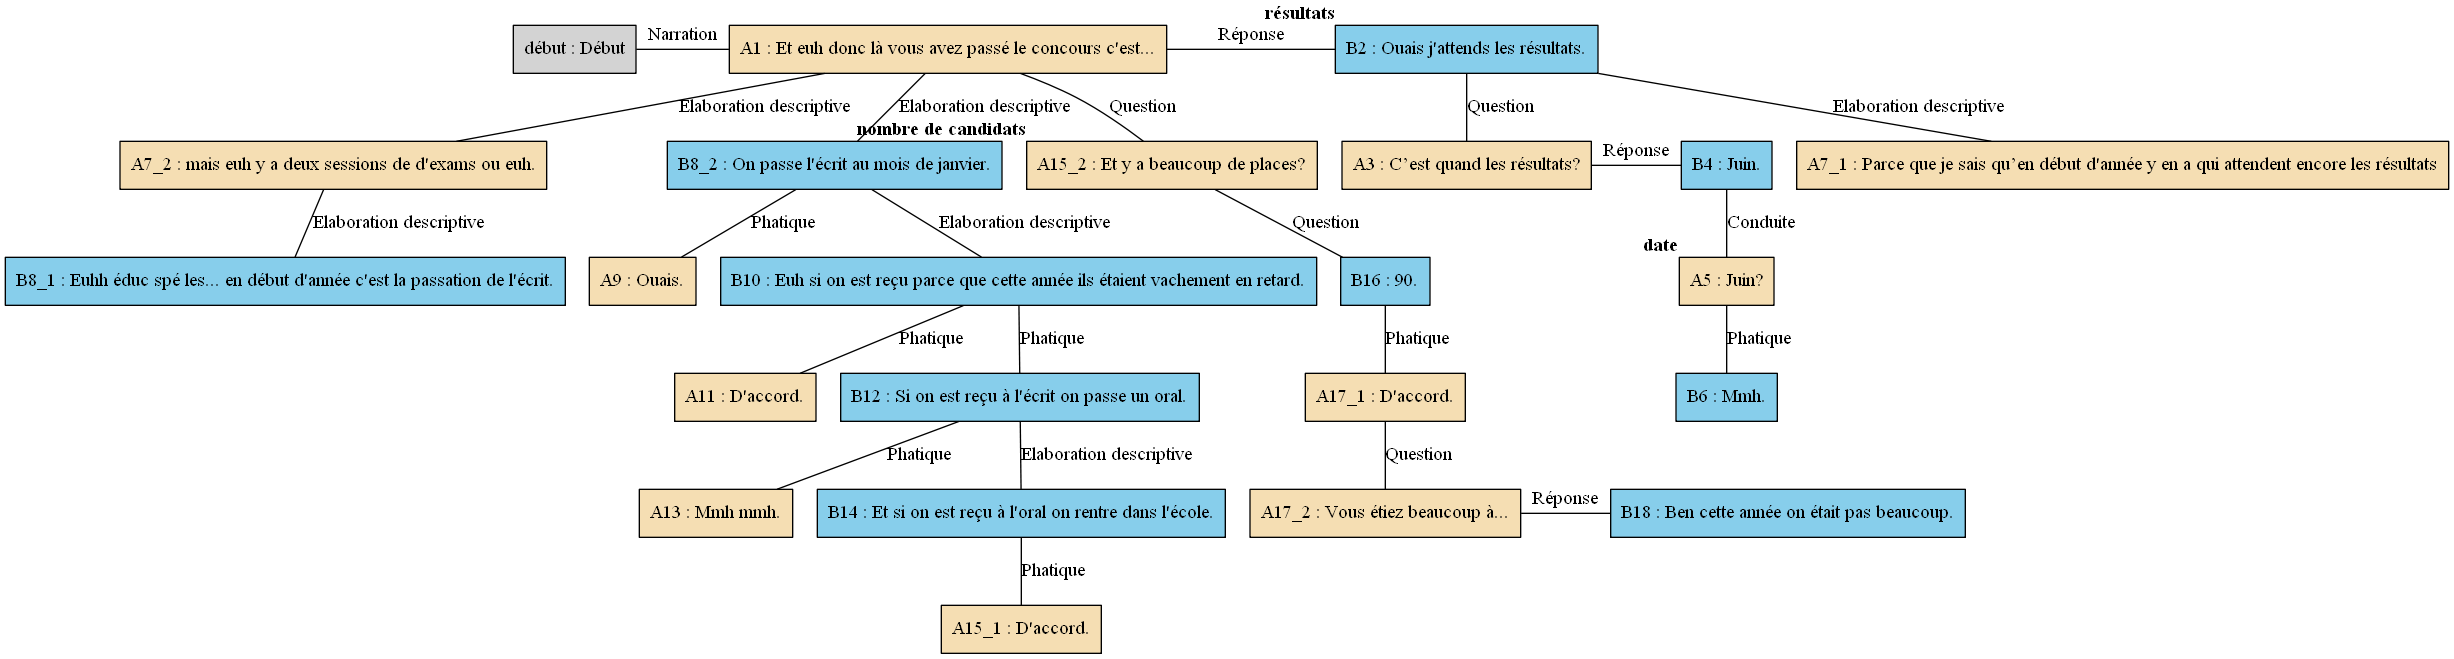 résultats
début : Début
Narration
A1 : Et euh donc là vous avez passé le concours c'est...
Réponse
B2 : Ouais j'attends les résultats.
Elaboration descriptive
Elaboration descriptive
Question
Question
Elaboration descriptive
nombre de candidats
A7_2 : mais euh y a deux sessions de d'exams ou euh.
B8_2 : On passe l'écrit au mois de janvier.
A15_2 : Et y a beaucoup de places?
A3 : C’est quand les résultats?
Réponse
B4 : Juin.
A7_1 : Parce que je sais qu’en début d'année y en a qui attendent encore les résultats
Elaboration descriptive
Phatique
Elaboration descriptive
Question
Conduite
date
B8_1 : Euhh éduc spé les... en début d'année c'est la passation de l'écrit.
A9 : Ouais.
B10 : Euh si on est reçu parce que cette année ils étaient vachement en retard.
B16 : 90.
A5 : Juin?
Phatique
Phatique
Phatique
Phatique
A11 : D'accord.
B12 : Si on est reçu à l'écrit on passe un oral.
A17_1 : D'accord.
B6 : Mmh.
Phatique
Elaboration descriptive
Question
A13 : Mmh mmh.
B14 : Et si on est reçu à l'oral on rentre dans l'école.
A17_2 : Vous étiez beaucoup à...
Réponse
B18 : Ben cette année on était pas beaucoup.
Phatique
A15_1 : D'accord.